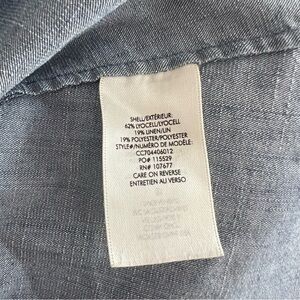 SHELL/EXTÉRIEUR:
62% LYOCELL/LYOCELL
19% LINEN/LIN
19% POLYESTER/POLYESTER
STYLE#/NUMÉRO DE MODÈLE:
CC704406012
PO# 115529
RN# 107677
CARE ON REVERSE
ENTRETIEN AU VERSO